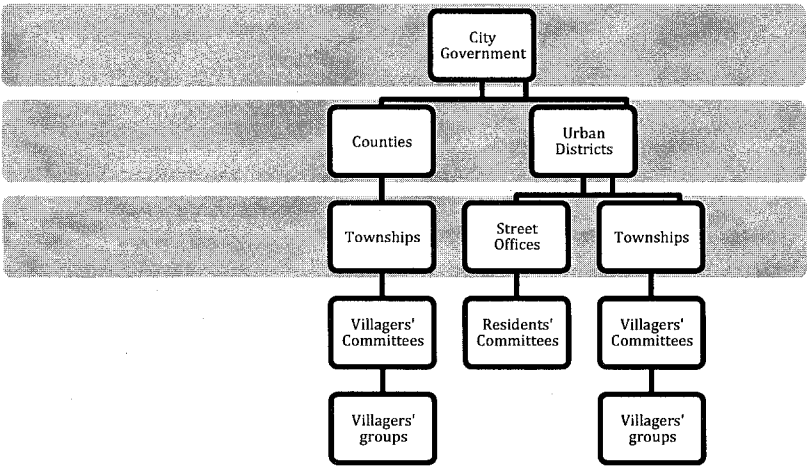 City
Government
Counties
Urban
Districts
Townships
Street
Offices
Townships
Villagers'
Committees
Residents'
Committees
Villagers'
Committees
Villagers'
groups
Villagers'
groups